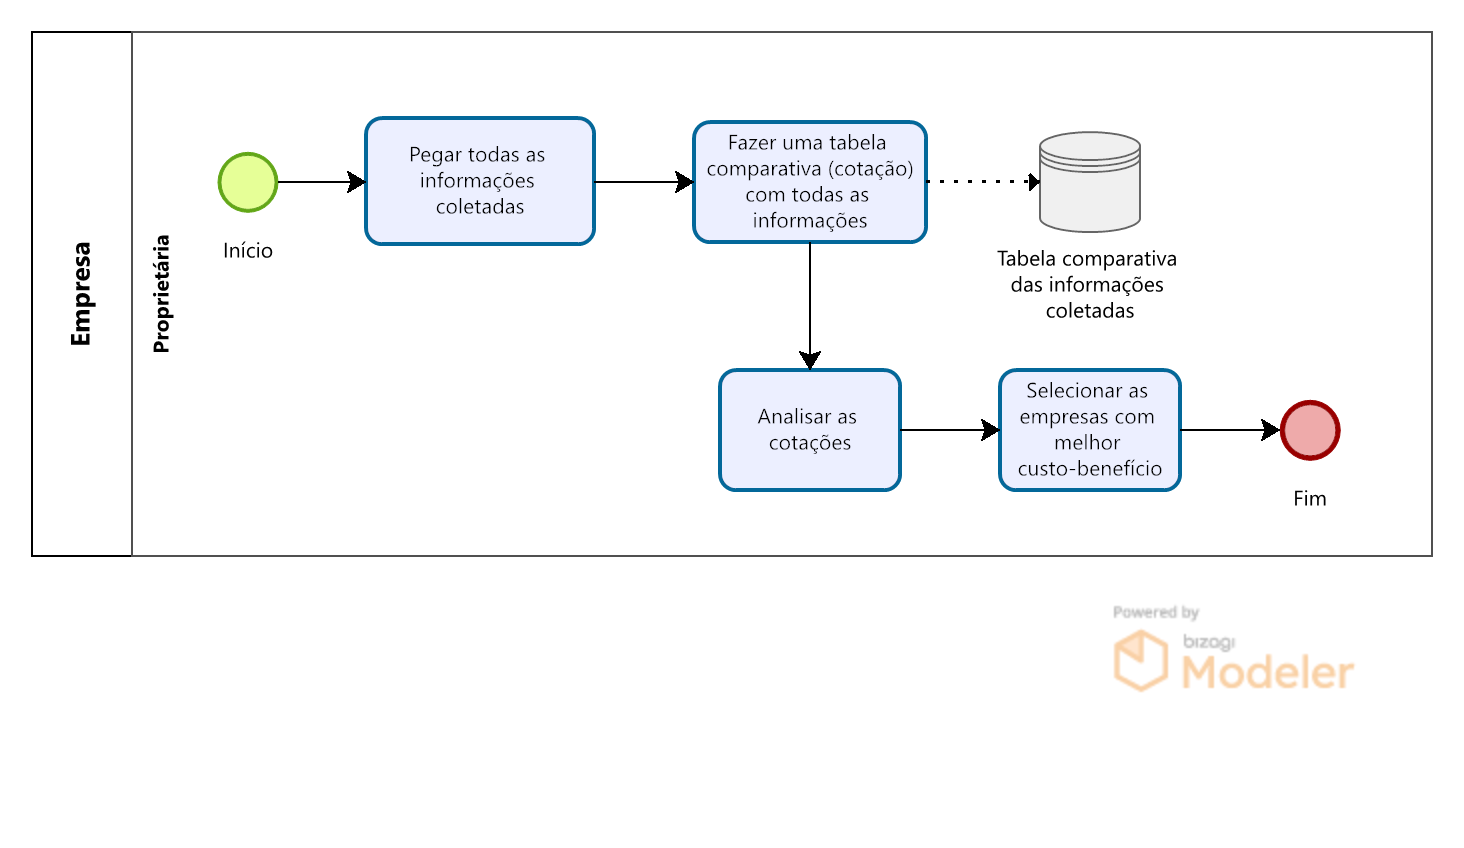 Empresa
Proprietária
Início
Pegar todas as
informações
coletadas
Fazer uma tabela
comparativa (cotação)
com todas as
informações
Tabela comparativa
das informações
coletadas
Analisar as
cotações
Selecionar as
empresas com
melhor
custo-benefício
Fim
Powered by
bizagi
Modeler